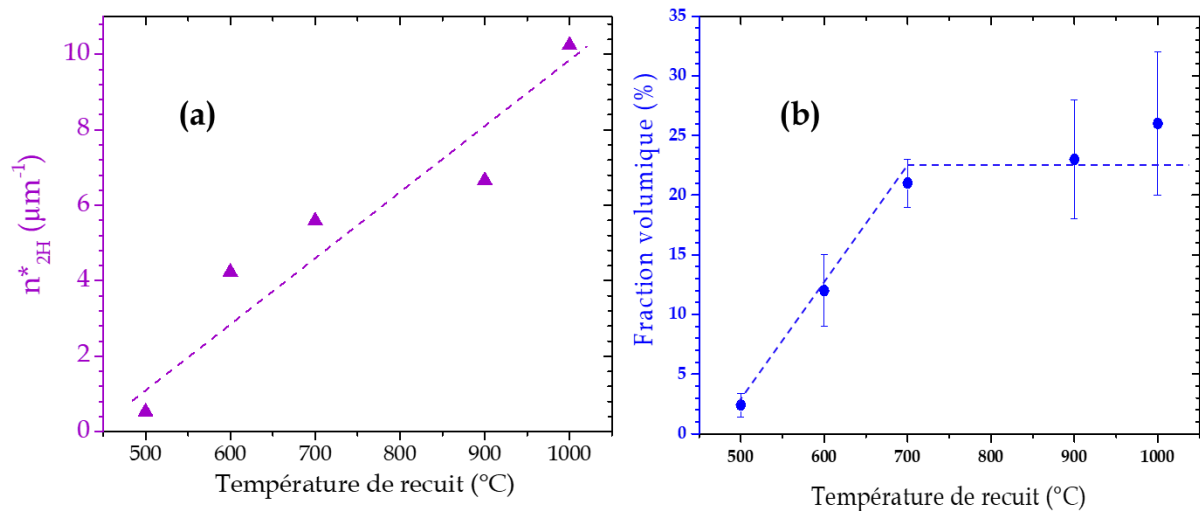 (a)
n*2H (µm-1)
10
8
6
4
2
0
500 600 700 800 900 1000
Température de recuit (°C)
(b)
Fraction volumique (%)
35
30
25
20
15
10
5
0
500 600 700 800 900 1000
Température de recuit (°C)